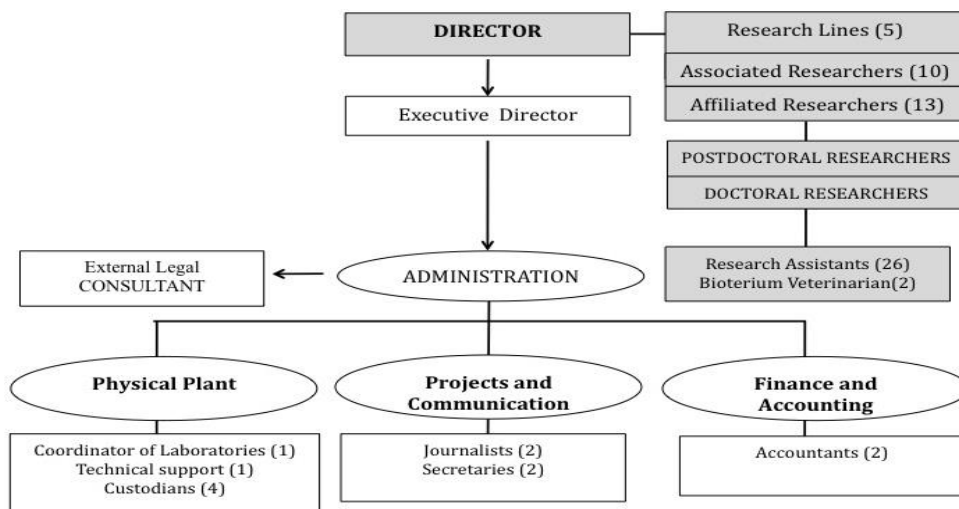 DIRECTOR
Research Lines (5)
Associated Researchers (10)
Affiliated Researchers (13)
Executive Director
POSTDOCTORAL RESEARCHERS
DOCTORAL RESEARCHERS
External Legal
CONSULTANT
ADMINISTRATION
Research Assistants (26)
Bioterium Veterinarian(2)
Physical Plant
Projects and
Communication
Finance and
Accounting
Coordinator of Laboratories (1)
Technical support (1)
Custodians (4)
Journalists (2)
Secretaries (2)
Accountants (2)